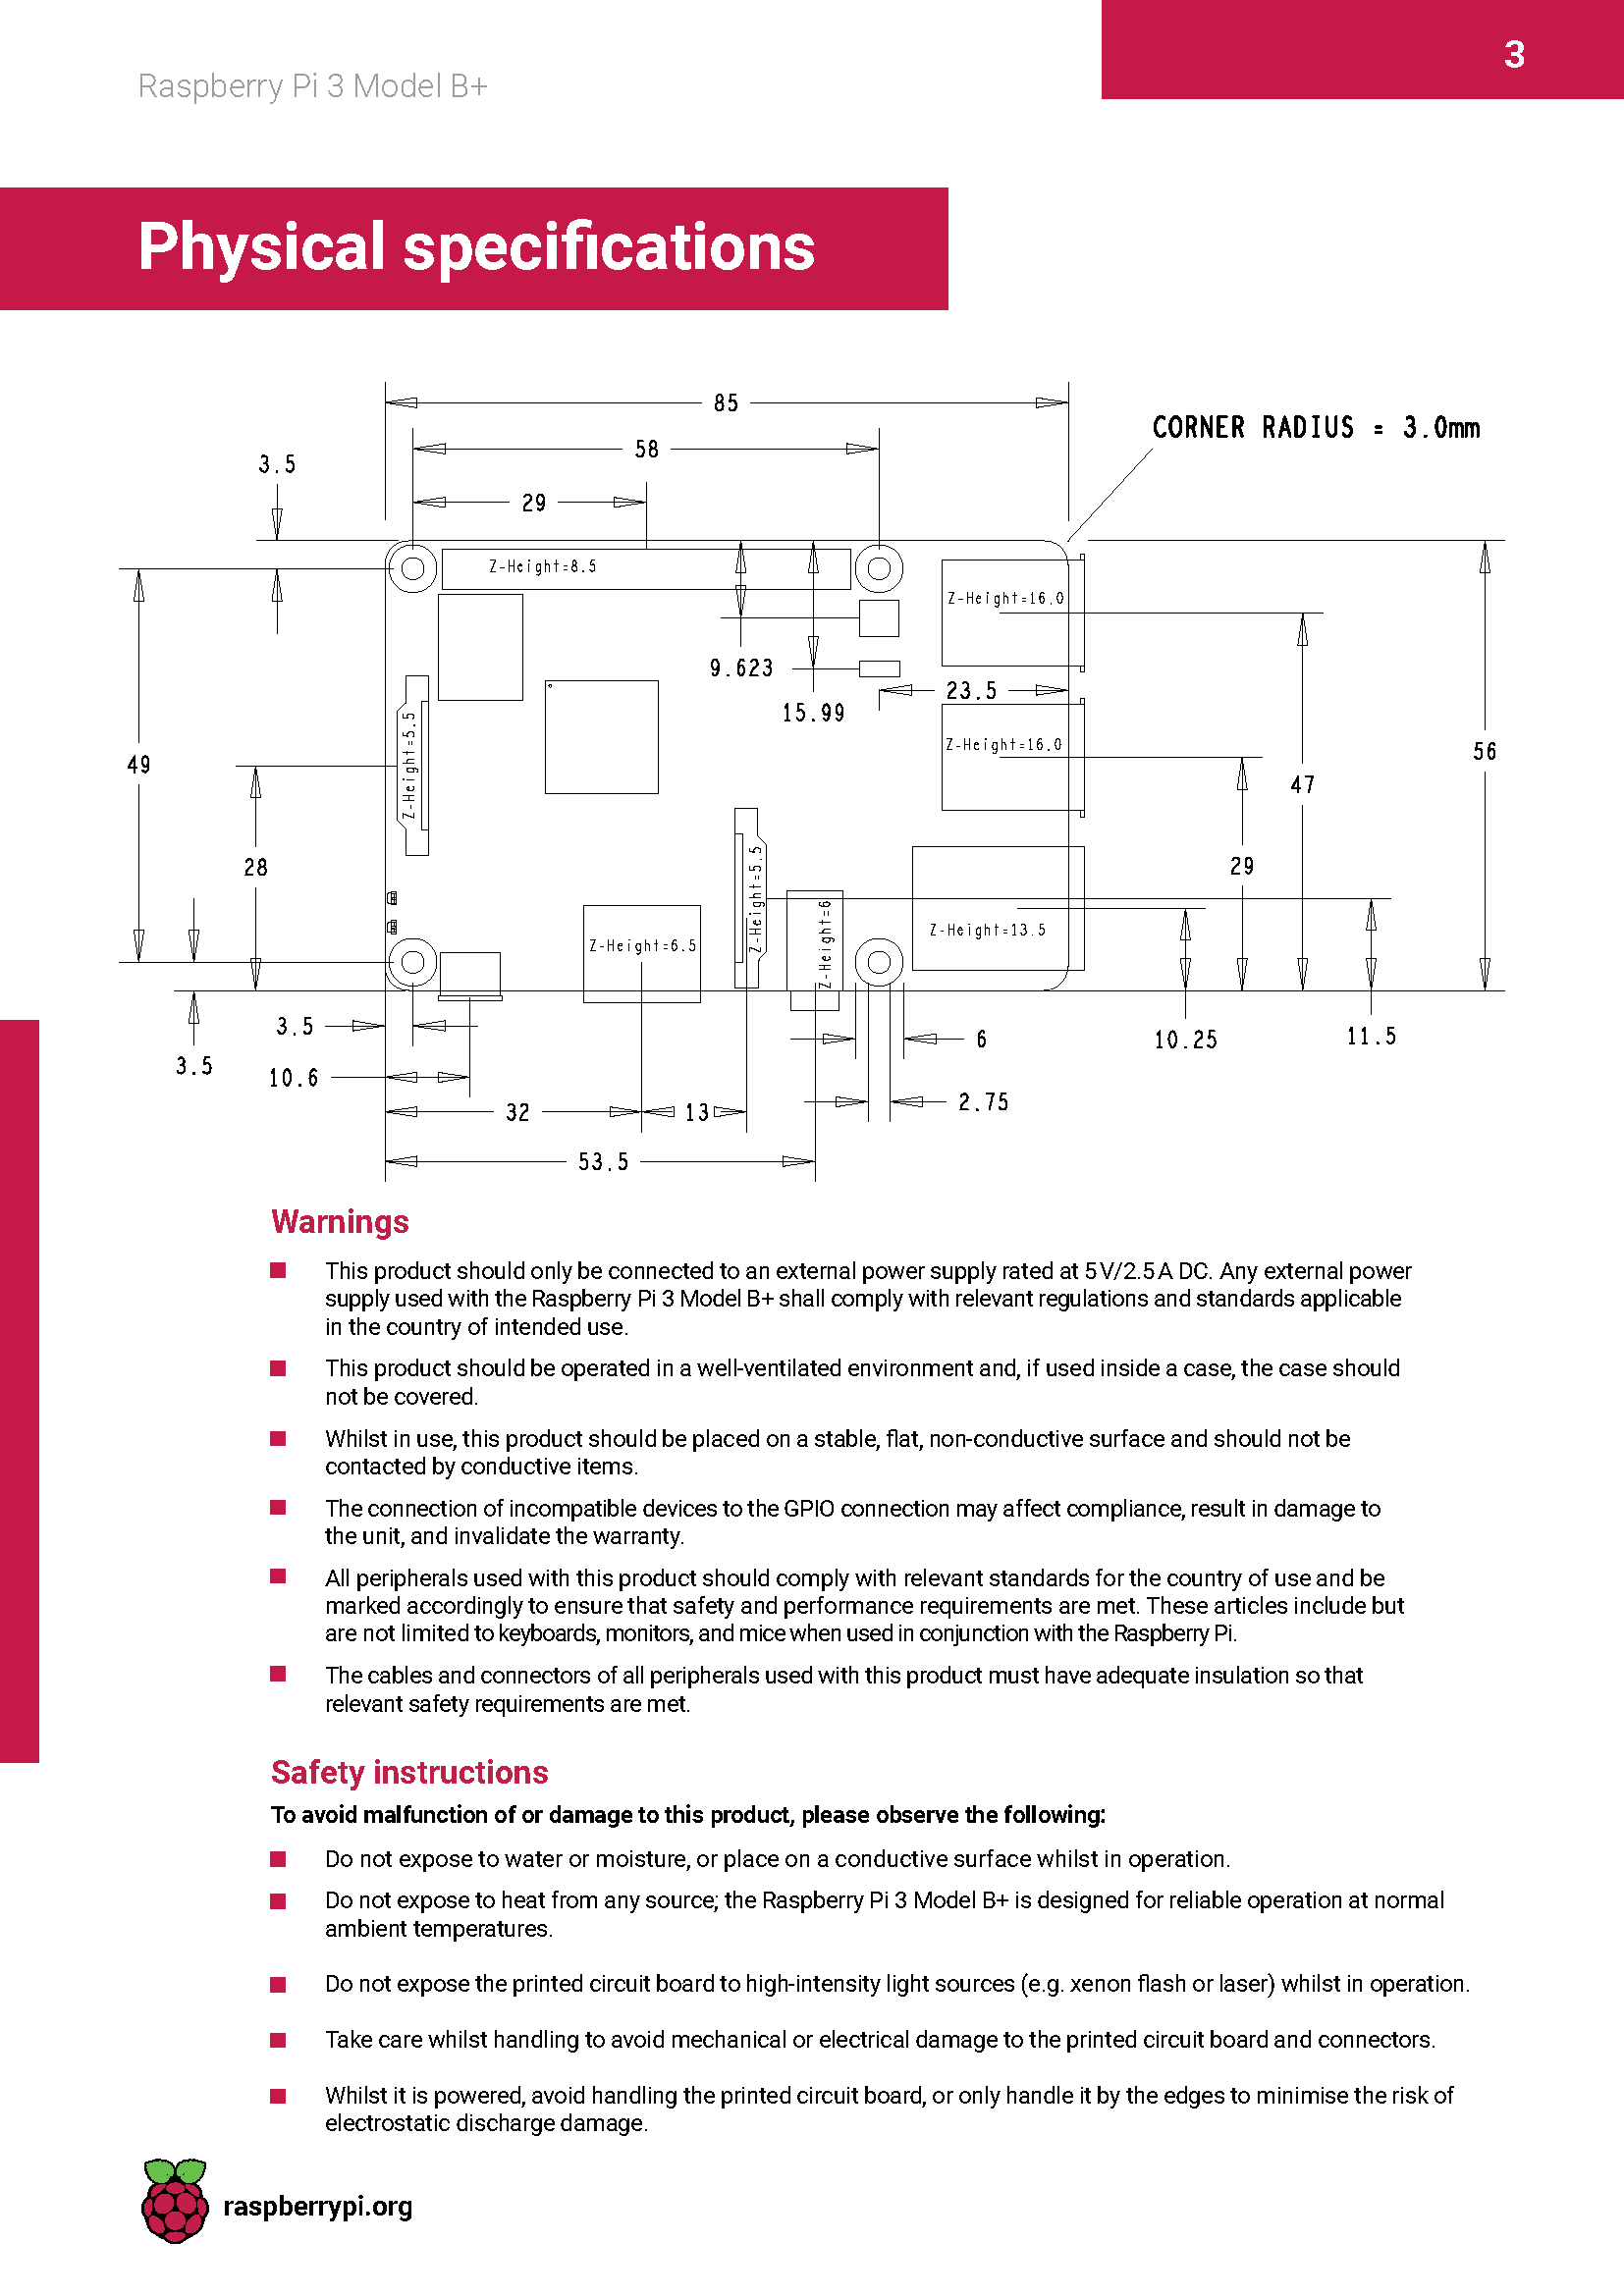 3
Raspberry Pi 3 Model B+
Physical specifications
85
CORNER RADIUS = 3.0mm
58
3.5
29
Z-Height=8.5
Z-Height=16.0
9.623
23.5
15.99
Z-Height=5.5
Z-Height=16.0
56
49
47
28
29
Z-Height=5.5
Z-Height=6
Z-Height=13.5
Z-Height=6.5
3.5
6
10.25
11.5
3.5
10.6
2.75
32
13
53.5
Warnings
This product should only be connected to an external power supply rated at 5V/2.5A DC. Any external power
supply used with the Raspberry Pi 3 Model B+ shall comply with relevant regulations and standards applicable
in the country of intended use.
This product should be operated in a well-ventilated environment and, if used inside a case, the case should
not be covered.
Whilst in use, this product should be placed on a stable, flat, non-conductive surface and should not be
contacted by conductive items.
The connection of incompatible devices to the GPIO connection may affect compliance, result in damage to
the unit, and invalidate the warranty.
All peripherals used with this product should comply with relevant standards for the country of use and be
marked accordingly to ensure that safety and performance requirements are met. These articles include but
are not limited to keyboards, monitors, and mice when used in conjunction with the Raspberry Pi.
The cables and connectors of all peripherals used with this product must have adequate insulation so that
relevant safety requirements are met.
Safety instructions
To avoid malfunction of or damage to this product, please observe the following:
Do not expose to water or moisture, or place on a conductive surface whilst in operation.
Do not expose to heat from any source; the Raspberry Pi 3 Model B+ is designed for reliable operation at normal
ambient temperatures.
Do not expose the printed circuit board to high-intensity light sources (e.g. xenon flash or laser) whilst in operation.
Take care whilst handling to avoid mechanical or electrical damage to the printed circuit board and connectors.
Whilst it is powered, avoid handling the printed circuit board, or only handle it by the edges to minimise the risk of
electrostatic discharge damage.
raspberrypi.org